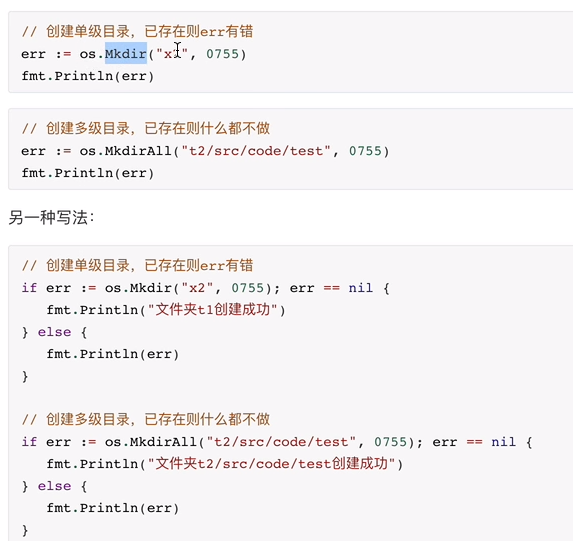 // 创建单级目录，已存在则err有错
err := os.Mkdir("x", 0755)
fmt.Println(err)
// 创建多级目录，已存在则什么都不做
err := os.MkdirAll("t2/src/code/test", 0755)
fmt.Println(err)
另一种写法：
// 创建单级目录，已存在则err有错
if err := os.Mkdir("x2", 0755); err == nil {
fmt.Println("文件夹t1创建成功")
} else {
fmt.Println(err)
}
// 创建多级目录，已存在则什么都不做
if err := os.MkdirAll("t2/src/code/test", 0755); err == nil {
fmt.Println("文件夹t2/src/code/test创建成功")
} else {
fmt.Println(err)
}